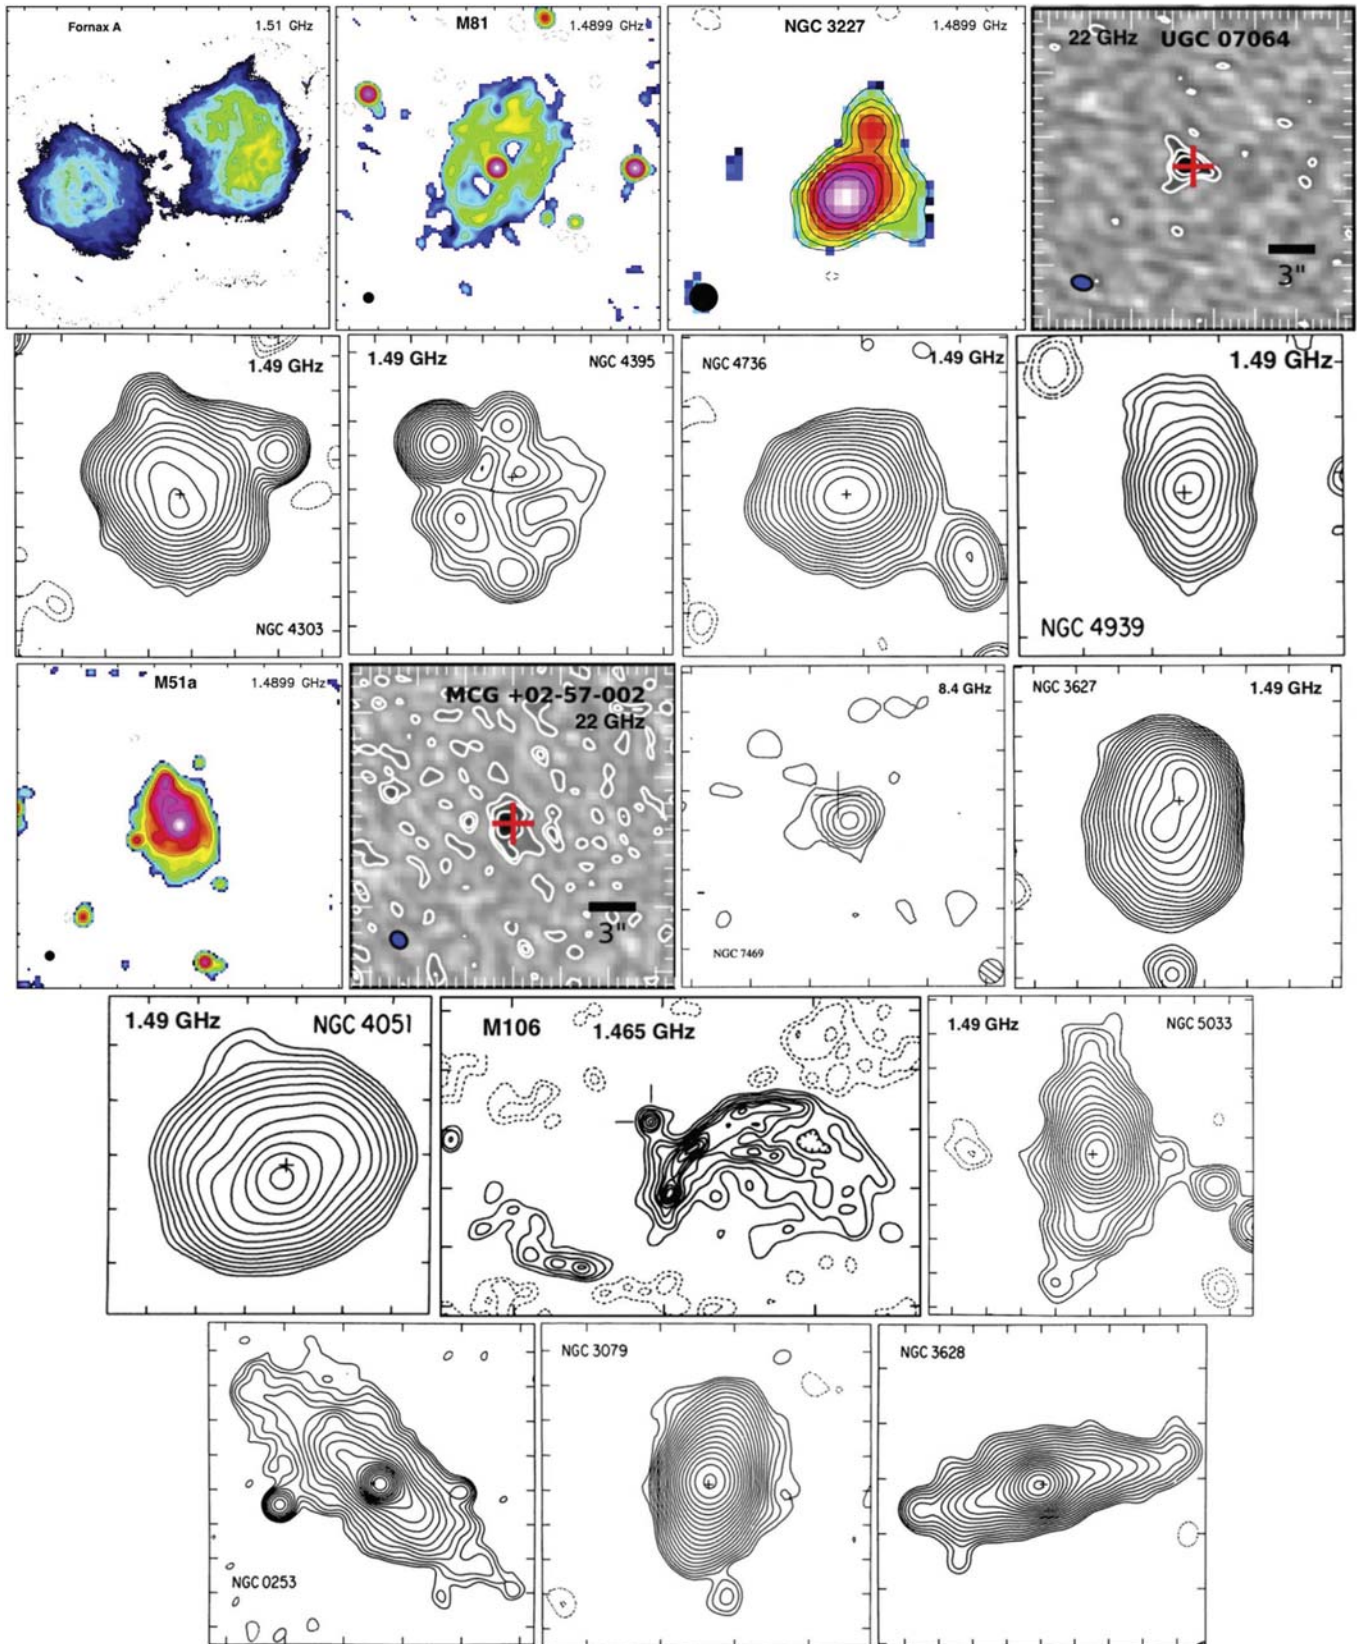 Fornax A 1.51 GHz
M81 1.4899 GHz
NGC 3227 1.4899 GHz
22 GHz UGC 07064
3"
1.49 GHz
NGC 4303
1.49 GHz NGC 4395
NGC 4736 1.49 GHz
1.49 GHz
NGC 4939
M51a 1.4899 GHz
MCG +02-57-002
22 GHz
3"
8.4 GHz
NGC 7469
NGC 3627 1.49 GHz
1.49 GHz NGC 4051
M106 1.465 GHz
1.49 GHz NGC 5033
NGC 0253
NGC 3079
NGC 3628